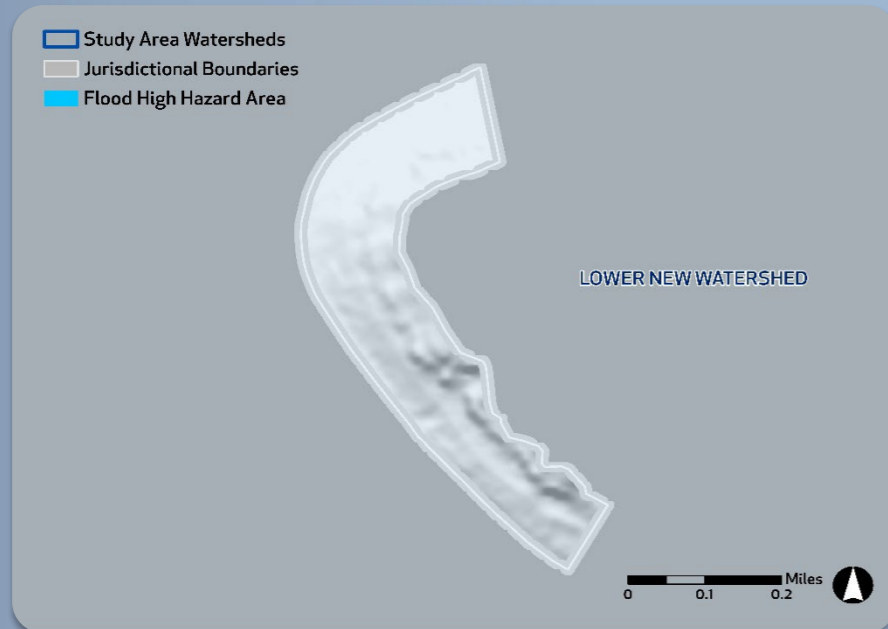 Study Area Watersheds
Jurisdictional Boundaries
Flood High Hazard Area
LOWER NEW WATERSHED
Miles
0 0.1 0.2